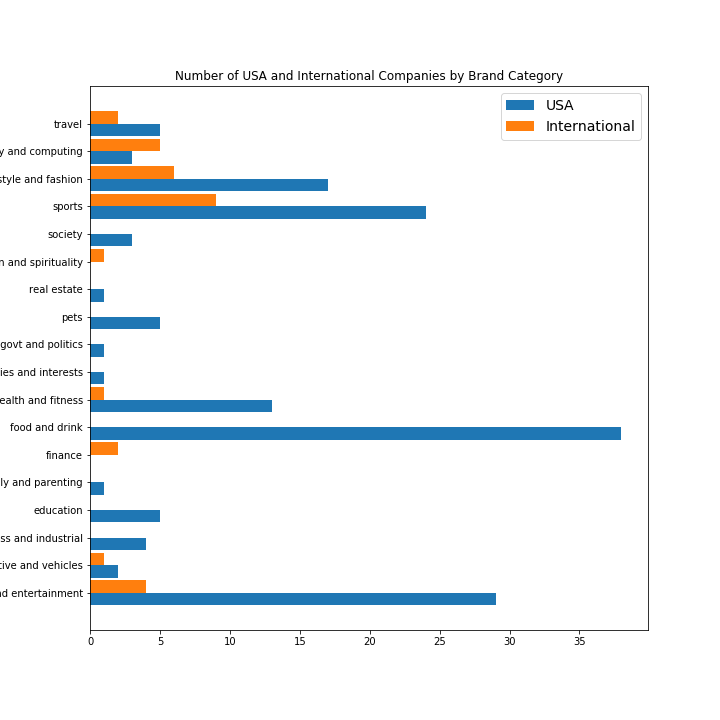 Number of USA and International Companies by Brand Category
USA
International
travel
y and computing
style and fashion
sports
society
n and spirituality
real estate
pets
govt and politics
ies and interests
ealth and fitness
food and drink
finance
ly and parenting
education
ss and industrial
tive and vehicles
nd entertainment
0 5 10 15 20 25 30 35